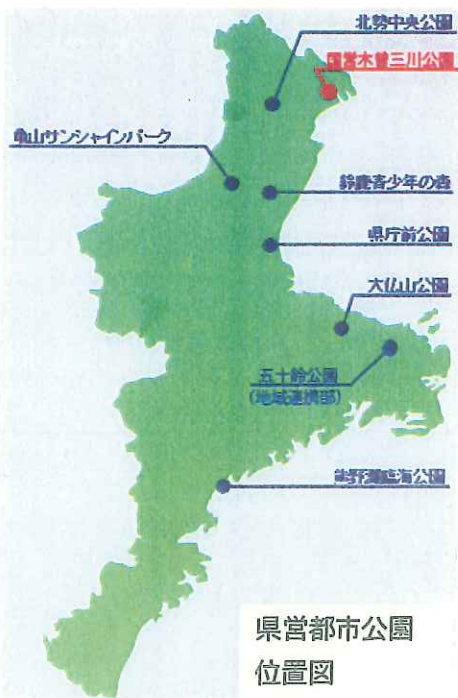 北勢中央公園
国営木曽三川公園
亀山サンシャインパーク
鈴鹿青少年の森
県庁前公園
大仏山公園
五十鈴公園
(地域連携部)
熊野灘臨海公園
県営都市公園
位置図